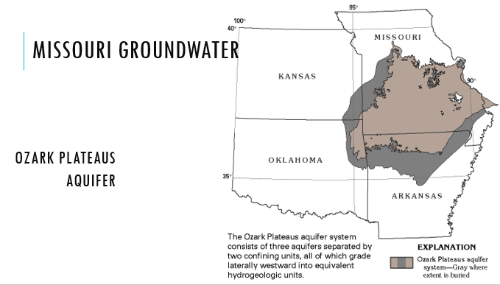 MISSOURI GROUNDWATER
OZARK PLATEAUS
AQUIFER
100°
95°
40°
MISSOURI
KANSAS
90°
OKLAHOMA
35°
ARKANSAS
The Ozark Plateaus aquifer system
consists of three aquifers separated by
two confining units, all of which grade
laterally westward into equivalent
hydrogeologic units.
EXPLANATION
Ozark Plateaus aquifer
system—Gray where
extent is buried